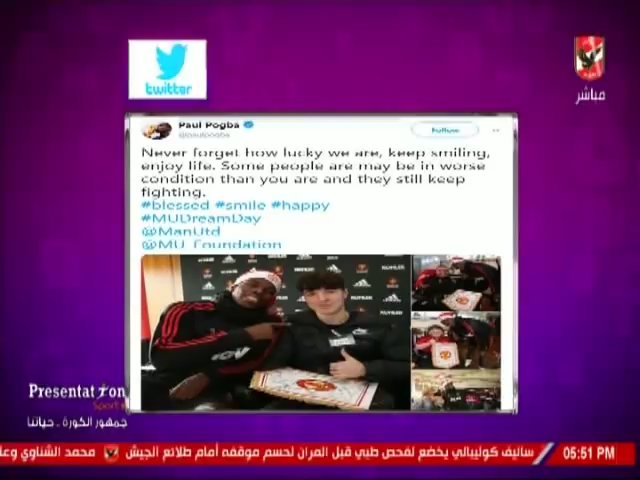 twitter
مباشر
Paul Pogba
@paulpogba
Follow
Never forget how lucky we are, keep smiling,
enjoy life. Some people are may be in worse
condition than you are and they still keep
fighting.
#blessed #smile #happy
#MUDreamDay
@ManUtd
@MU_Foundation
Presentation
Sport
جمهور الكورة .. حياتنا
ساليف كوليبالي يخضع لفحص طبي قبل المران لحسم موقفه أمام طلائع الجيش
محمد الشناوي وعلـ
05:51 PM